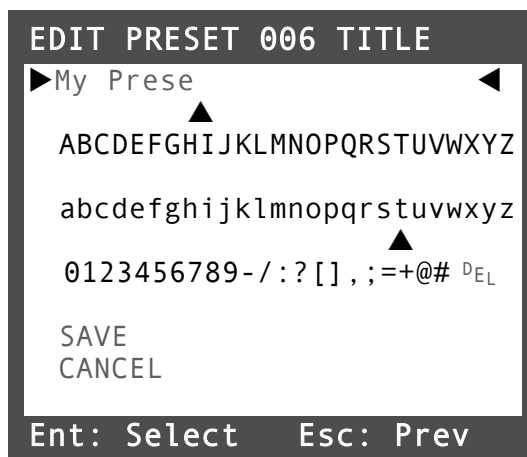 EDIT PRESET 006 TITLE
My Prese
ABCDEFGHIJKLMNOPQRSTUVWXYZ
abcdefghijklmnopqrstuvwxyz
0123456789-/:?[],;=+@# DEL
SAVE
CANCEL
Ent: Select Esc: Prev